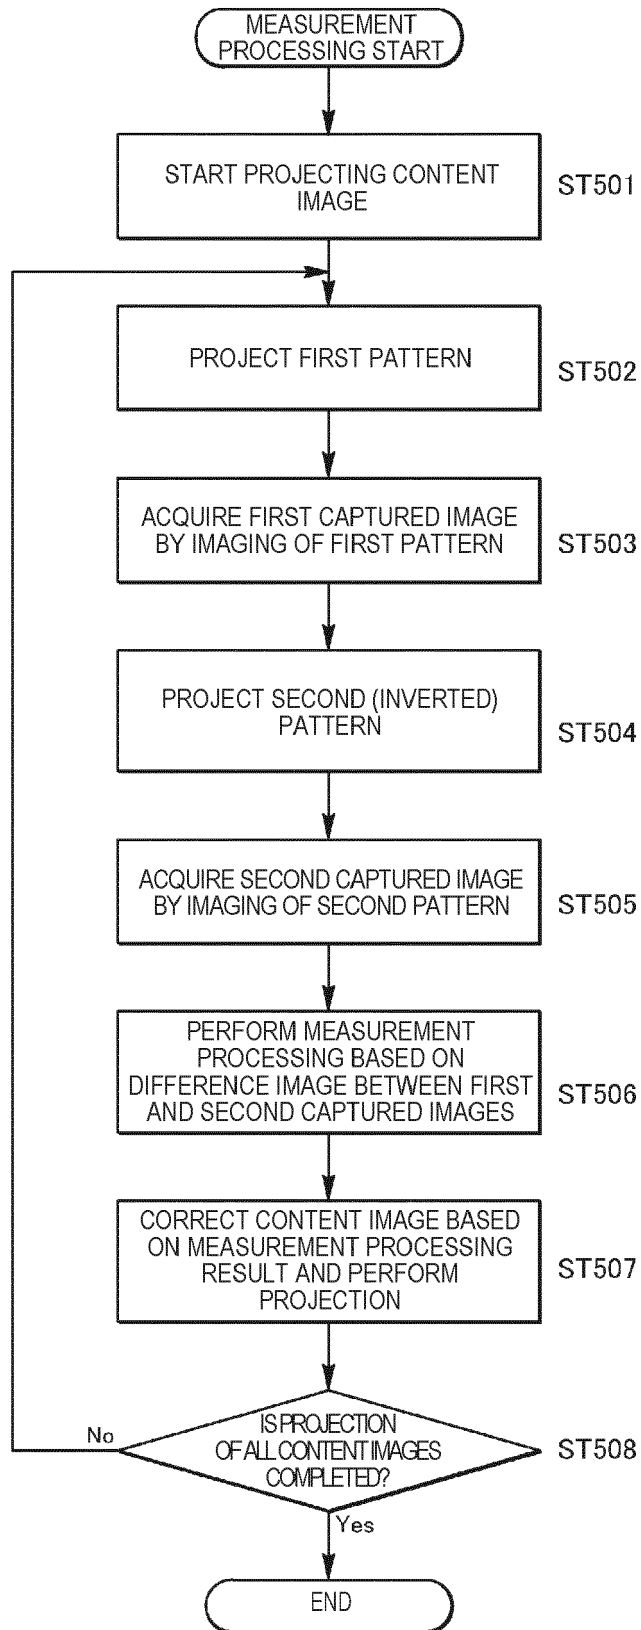 MEASUREMENT
PROCESSING START
START PROJECTING CONTENT
IMAGE
ST501
PROJECT FIRST PATTERN
ST502
ACQUIRE FIRST CAPTURED IMAGE
BY IMAGING OF FIRST PATTERN
ST503
PROJECT SECOND (INVERTED)
PATTERN
ST504
ACQUIRE SECOND CAPTURED IMAGE
BY IMAGING OF SECOND PATTERN
ST505
PERFORM MEASUREMENT
PROCESSING BASED ON
DIFFERENCE IMAGE BETWEEN FIRST
AND SECOND CAPTURED IMAGES
ST506
CORRECT CONTENT IMAGE BASED
ON MEASUREMENT PROCESSING
RESULT AND PERFORM
PROJECTION
ST507
IS PROJECTION
OF ALL CONTENT IMAGES
COMPLETED?
ST508
No
Yes
END